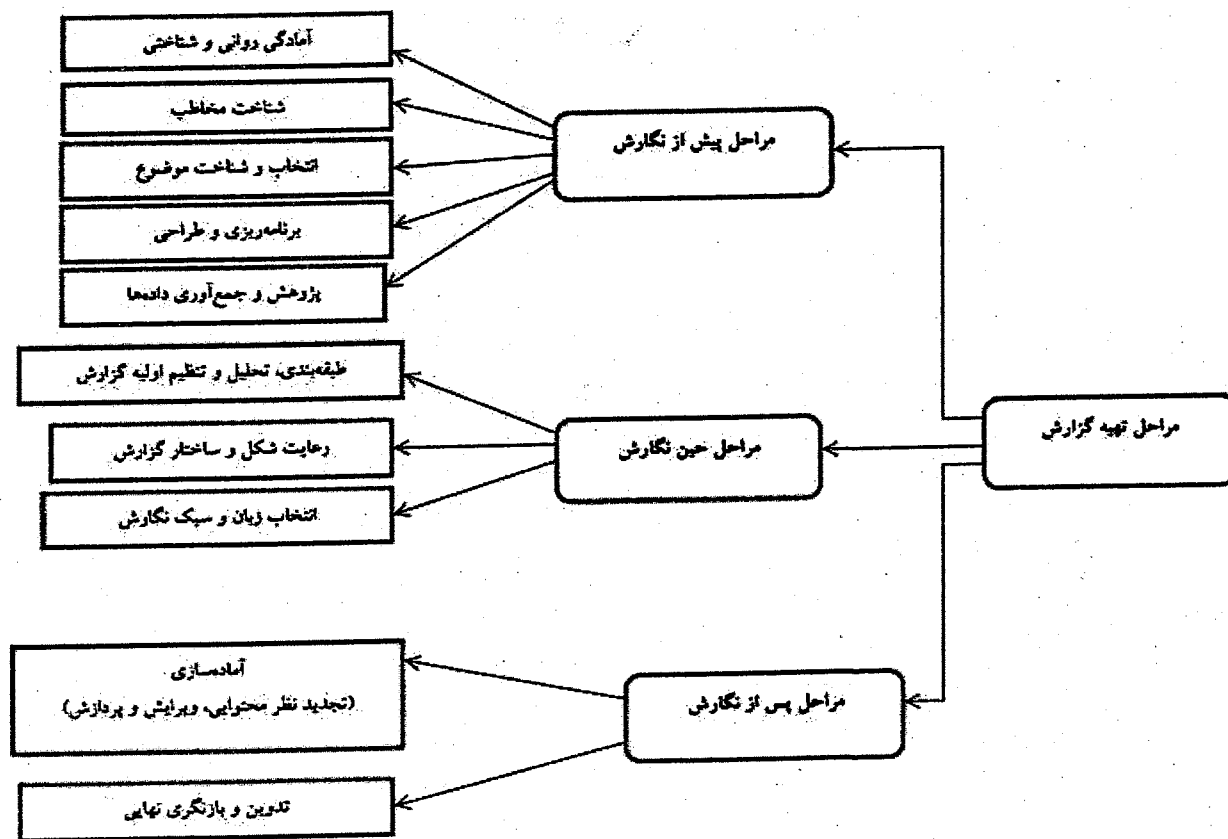 مراحل تهیه گزارش
مراحل پیش از نگارش
آمادگی روانی و شناختی
شناخت مخاطب
انتخاب و شناخت موضوع
برنامه‌ریزی و طراحی
پژوهش و جمع‌آوری داده‌ها
مراحل حین نگارش
طبقه‌بندی، تحلیل و تنظیم اولیه گزارش
رعایت شکل و ساختار گزارش
انتخاب زبان و سبک نگارش
مراحل پس از نگارش
آماده‌سازی
(تجدید نظر محتوایی، ویرایش و پردازش)
تدوین و بازنگری نهایی